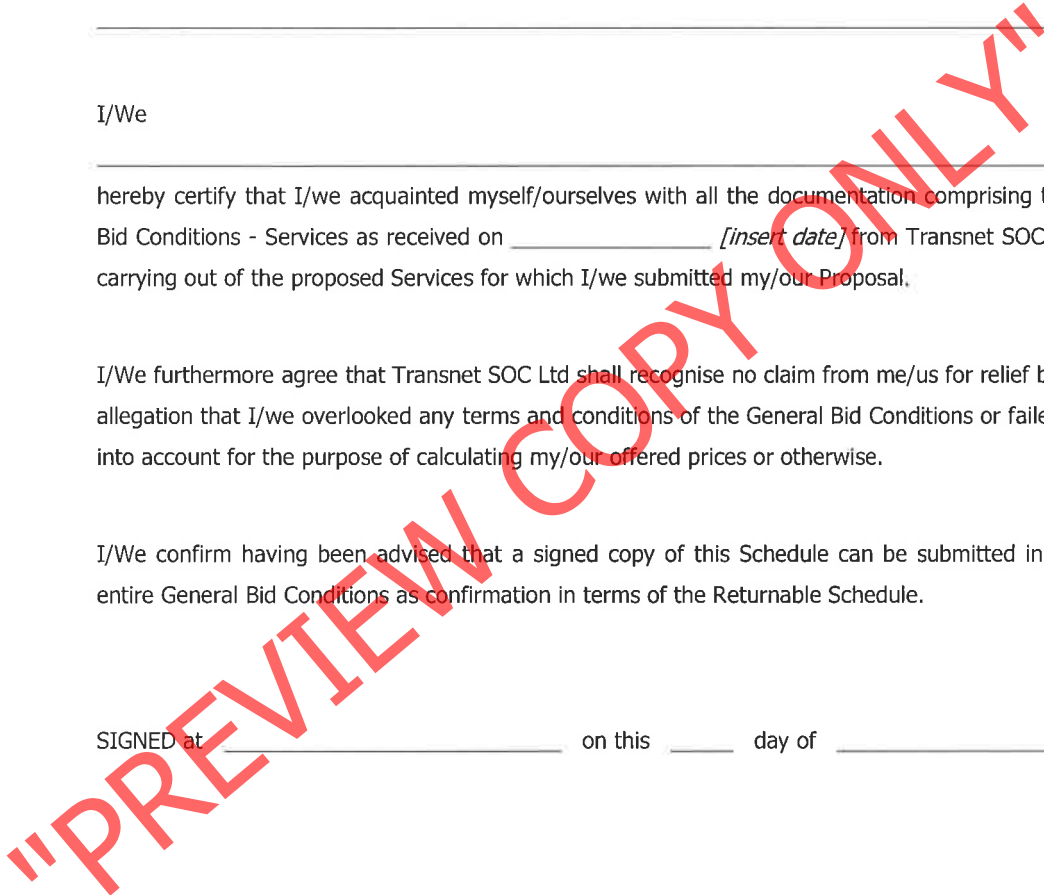 I/We
hereby certify that I/we acquainted myself/ourselves with all the documentation comprising
Bid Conditions - Services as received on _________________ [insert date] from Transnet SOC
carrying out of the proposed Services for which I/we submitted my/our Proposal.
I/We furthermore agree that Transnet SOC Ltd shall recognise no claim from me/us for relief
allegation that I/we overlooked any terms and conditions of the General Bid Conditions or
into account for the purpose of calculating my/our offered prices or otherwise.
I/We confirm having been advised that a signed copy of this Schedule can be submitted in
entire General Bid Conditions as confirmation in terms of the Returnable Schedule.
SIGNED at _____________________________ on this _____ day of __________________
"PREVIEW COPY ONLY"